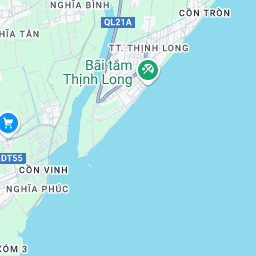 NGHĨA BÌNH
CỒN TRÒN
QL21A
HĨA TÂN
TT. THỊNH LONG
Bãi tắm
Thịnh Long
DT55
CỒN VINH
NGHĨA PHÚC
XÓM 3